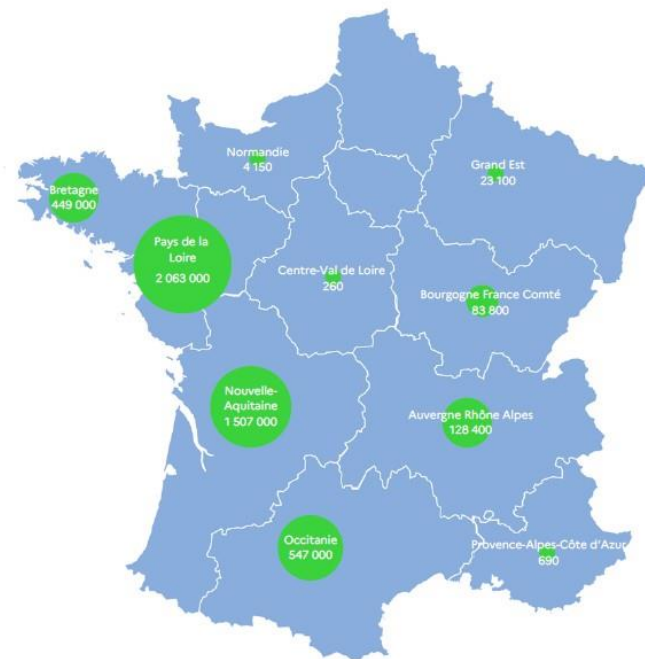 Normandie
4 150
Grand Est
23 100
Bretagne
449 000
Pays de la
Loire
2 063 000
Centre-Val de Loire
260
Bourgogne France Comté
83 800
Nouvelle-
Aquitaine
1 507 000
Auvergne Rhône Alpes
128 400
Occitanie
547 000
Provence-Alpes-Côte d'Azur
690